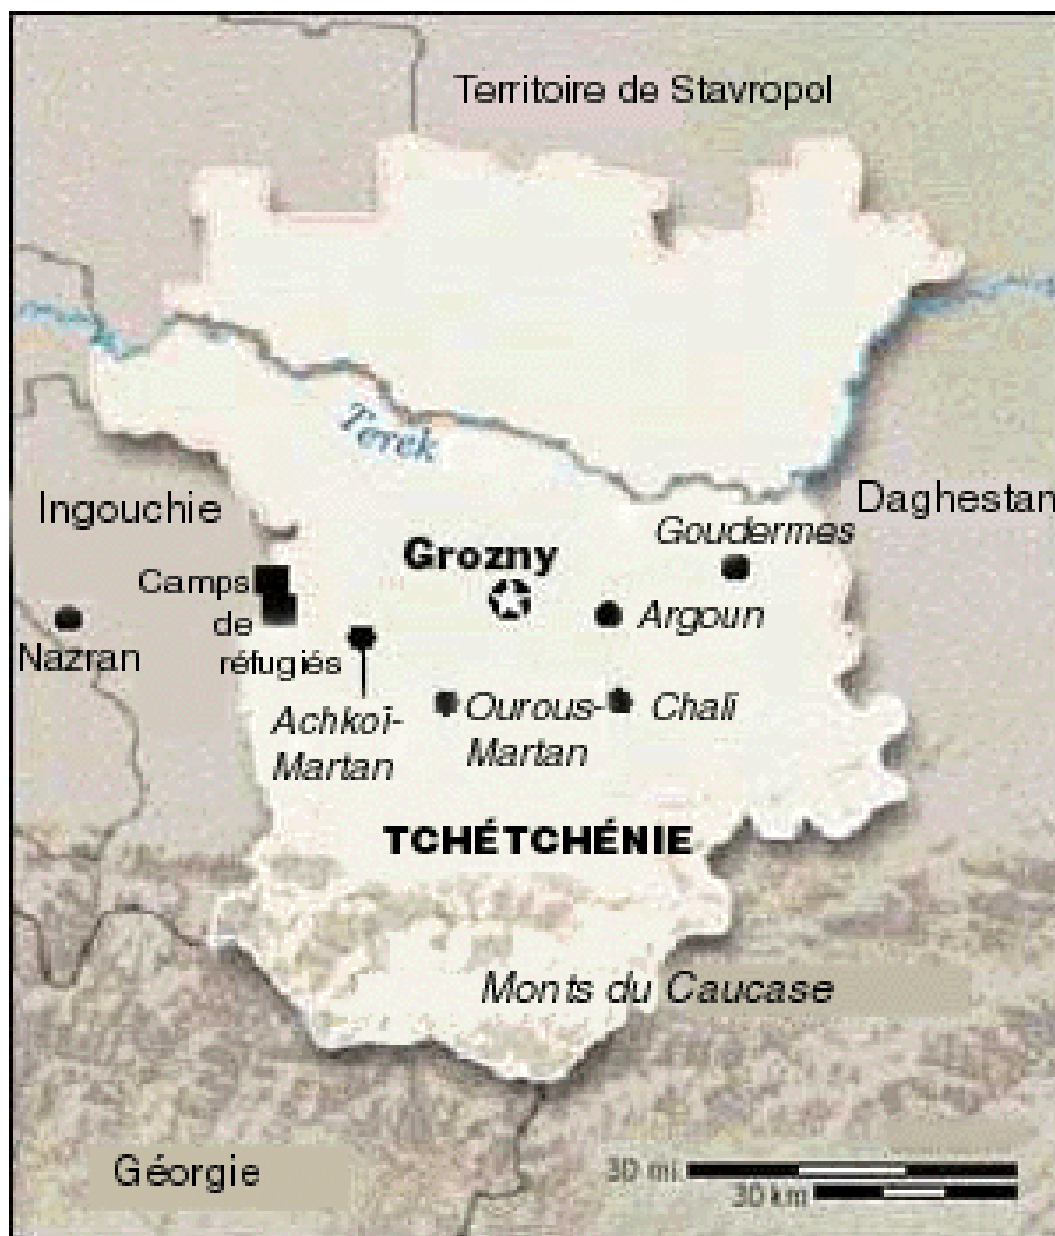 Territoire de Stavropol
Terek
Ingouchie
Daghestan
Goudermes
Grozny
Camps
de
réfugiés
Argoun
Nazran
Achkoï-
Martan
Ourous-
Martan
Chali
TCHÉTCHÉNIE
Monts du Caucase
Géorgie
30 mi.
30 km